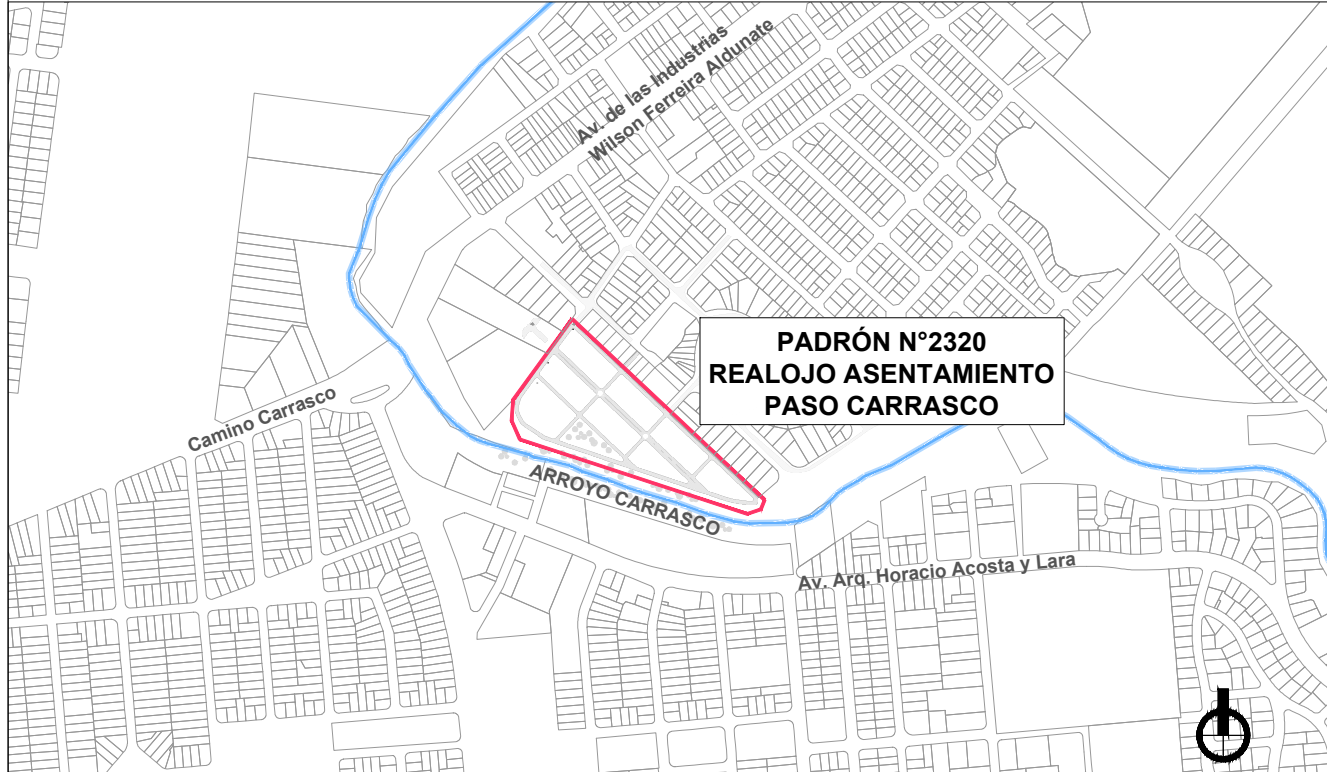 Av. de las Industrias
Wilson Ferreira Aldunate
PADRÓN N°2320
REALOJO ASENTAMIENTO
PASO CARRASCO
Camino Carrasco
ARROYO CARRASCO
Av. Arq. Horacio Acosta y Lara